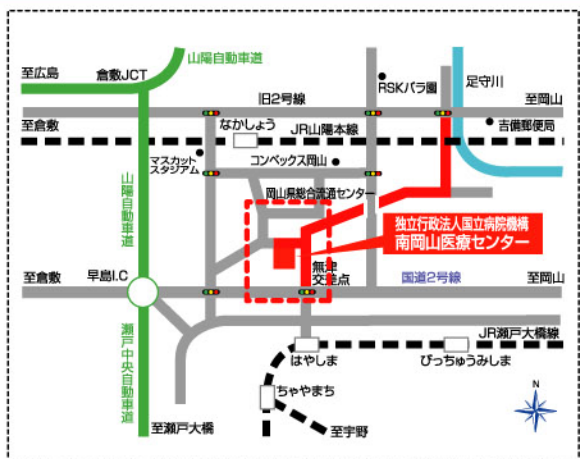 山陽自動車道
至広島
倉敷JCT
RSKバラ園
足守川
旧2号線
至岡山
至倉敷
なかしょう
JR山陽本線
吉備郵便局
マスカット
スタジアム
コンベックス岡山
山陽自動車道
岡山県総合流通センター
独立行政法人国立病院機構
南岡山医療センター
無津
交差点
至倉敷
早島I.C
国道2号線
至岡山
瀬戸中央自動車道
JR瀬戸大橋線
はやしま
びっちゅうみしま
ちゃやまち
至瀬戸大橋
至宇野
N